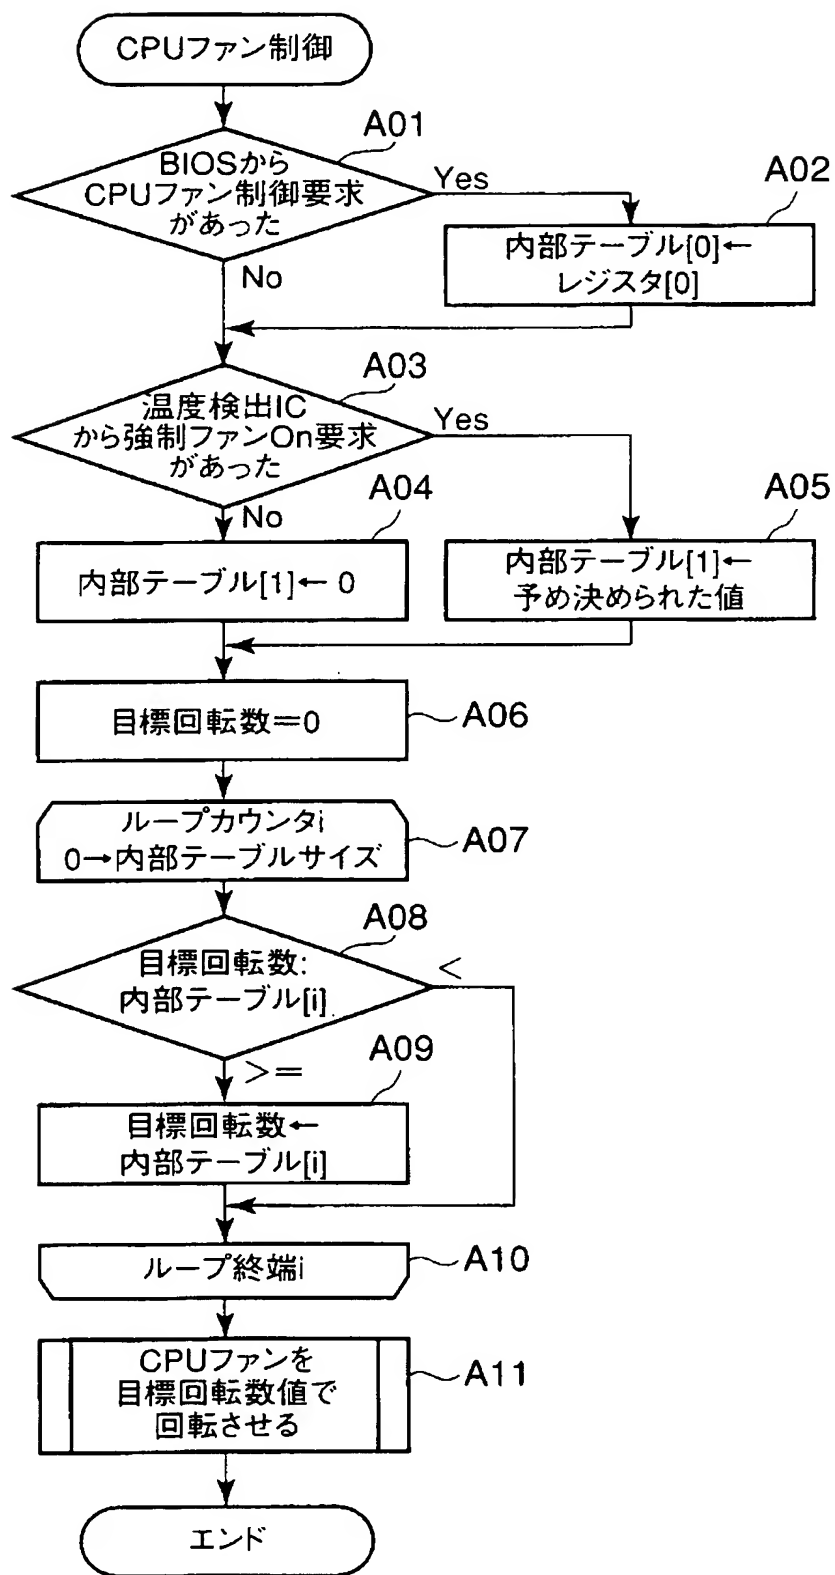 CPUファン制御
A01
BIOSから
CPUファン制御要求
があった
Yes
No
A02
内部テーブル[0]←
レジスタ[0]
A03
温度検出IC
から強制ファンOn要求
があった
Yes
No
A04
内部テーブル[1]← 0
A05
内部テーブル[1]←
予め決められた値
目標回転数=0
A06
ループカウンタi
0→内部テーブルサイズ
A07
A08
目標回転数:
内部テーブル[i]
<
>=
A09
目標回転数←
内部テーブル[i]
ループ終端i
A10
CPUファンを
目標回転数値で
回転させる
A11
エンド